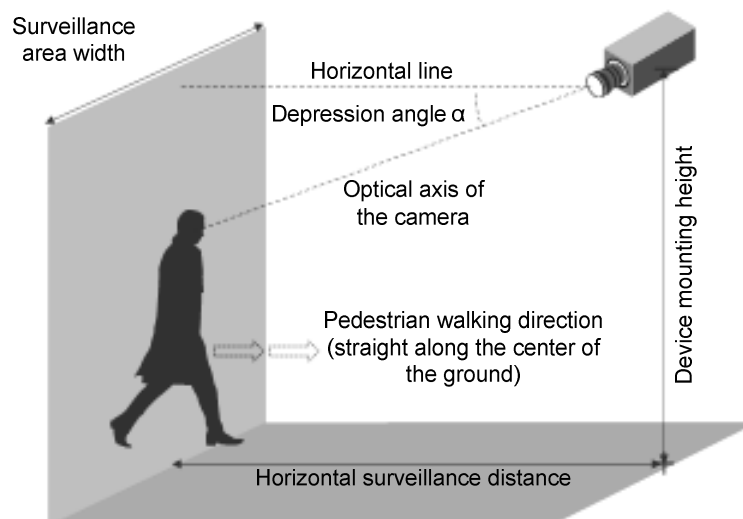 Surveillance
area width
Horizontal line
Depression angle α
Optical axis of
the camera
Device mounting height
Pedestrian walking direction
(straight along the center of
the ground)
Horizontal surveillance distance